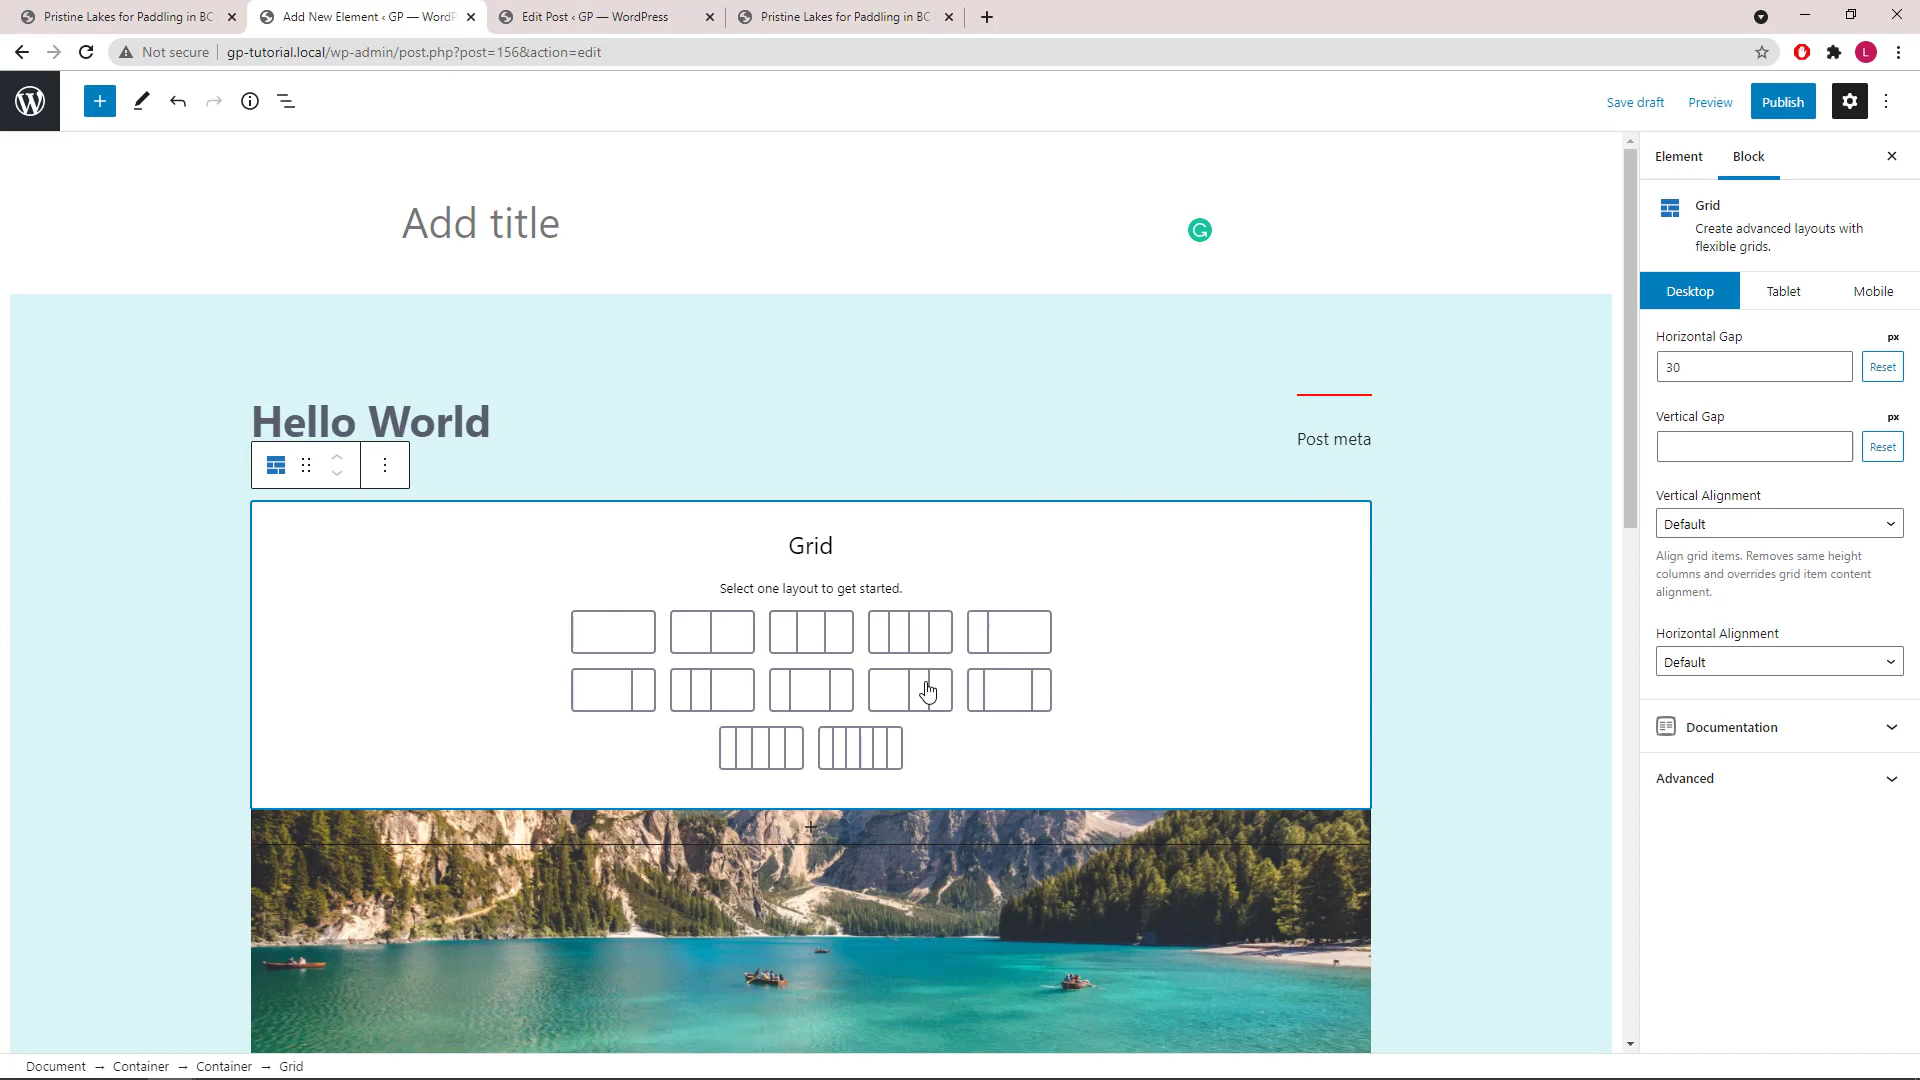 Pristine Lakes for Paddling in BC
Add New Element ‹ GP — WordP
Edit Post ‹ GP — WordPress
Pristine Lakes for Paddling in BC
Not secure
gp-tutorial.local/wp-admin/post.php?post=156&action=edit
L
Save draft
Preview
Publish
Element
Block
Add title
Grid
Create advanced layouts with
flexible grids.
Desktop
Tablet
Mobile
Horizontal Gap
px
30
Reset
Hello World
Post meta
Vertical Gap
px
Reset
Vertical Alignment
Default
Align grid items. Removes same height
columns and overrides grid item content
alignment.
Grid
Select one layout to get started.
Horizontal Alignment
Default
Documentation
Advanced
Document → Container → Container → Grid